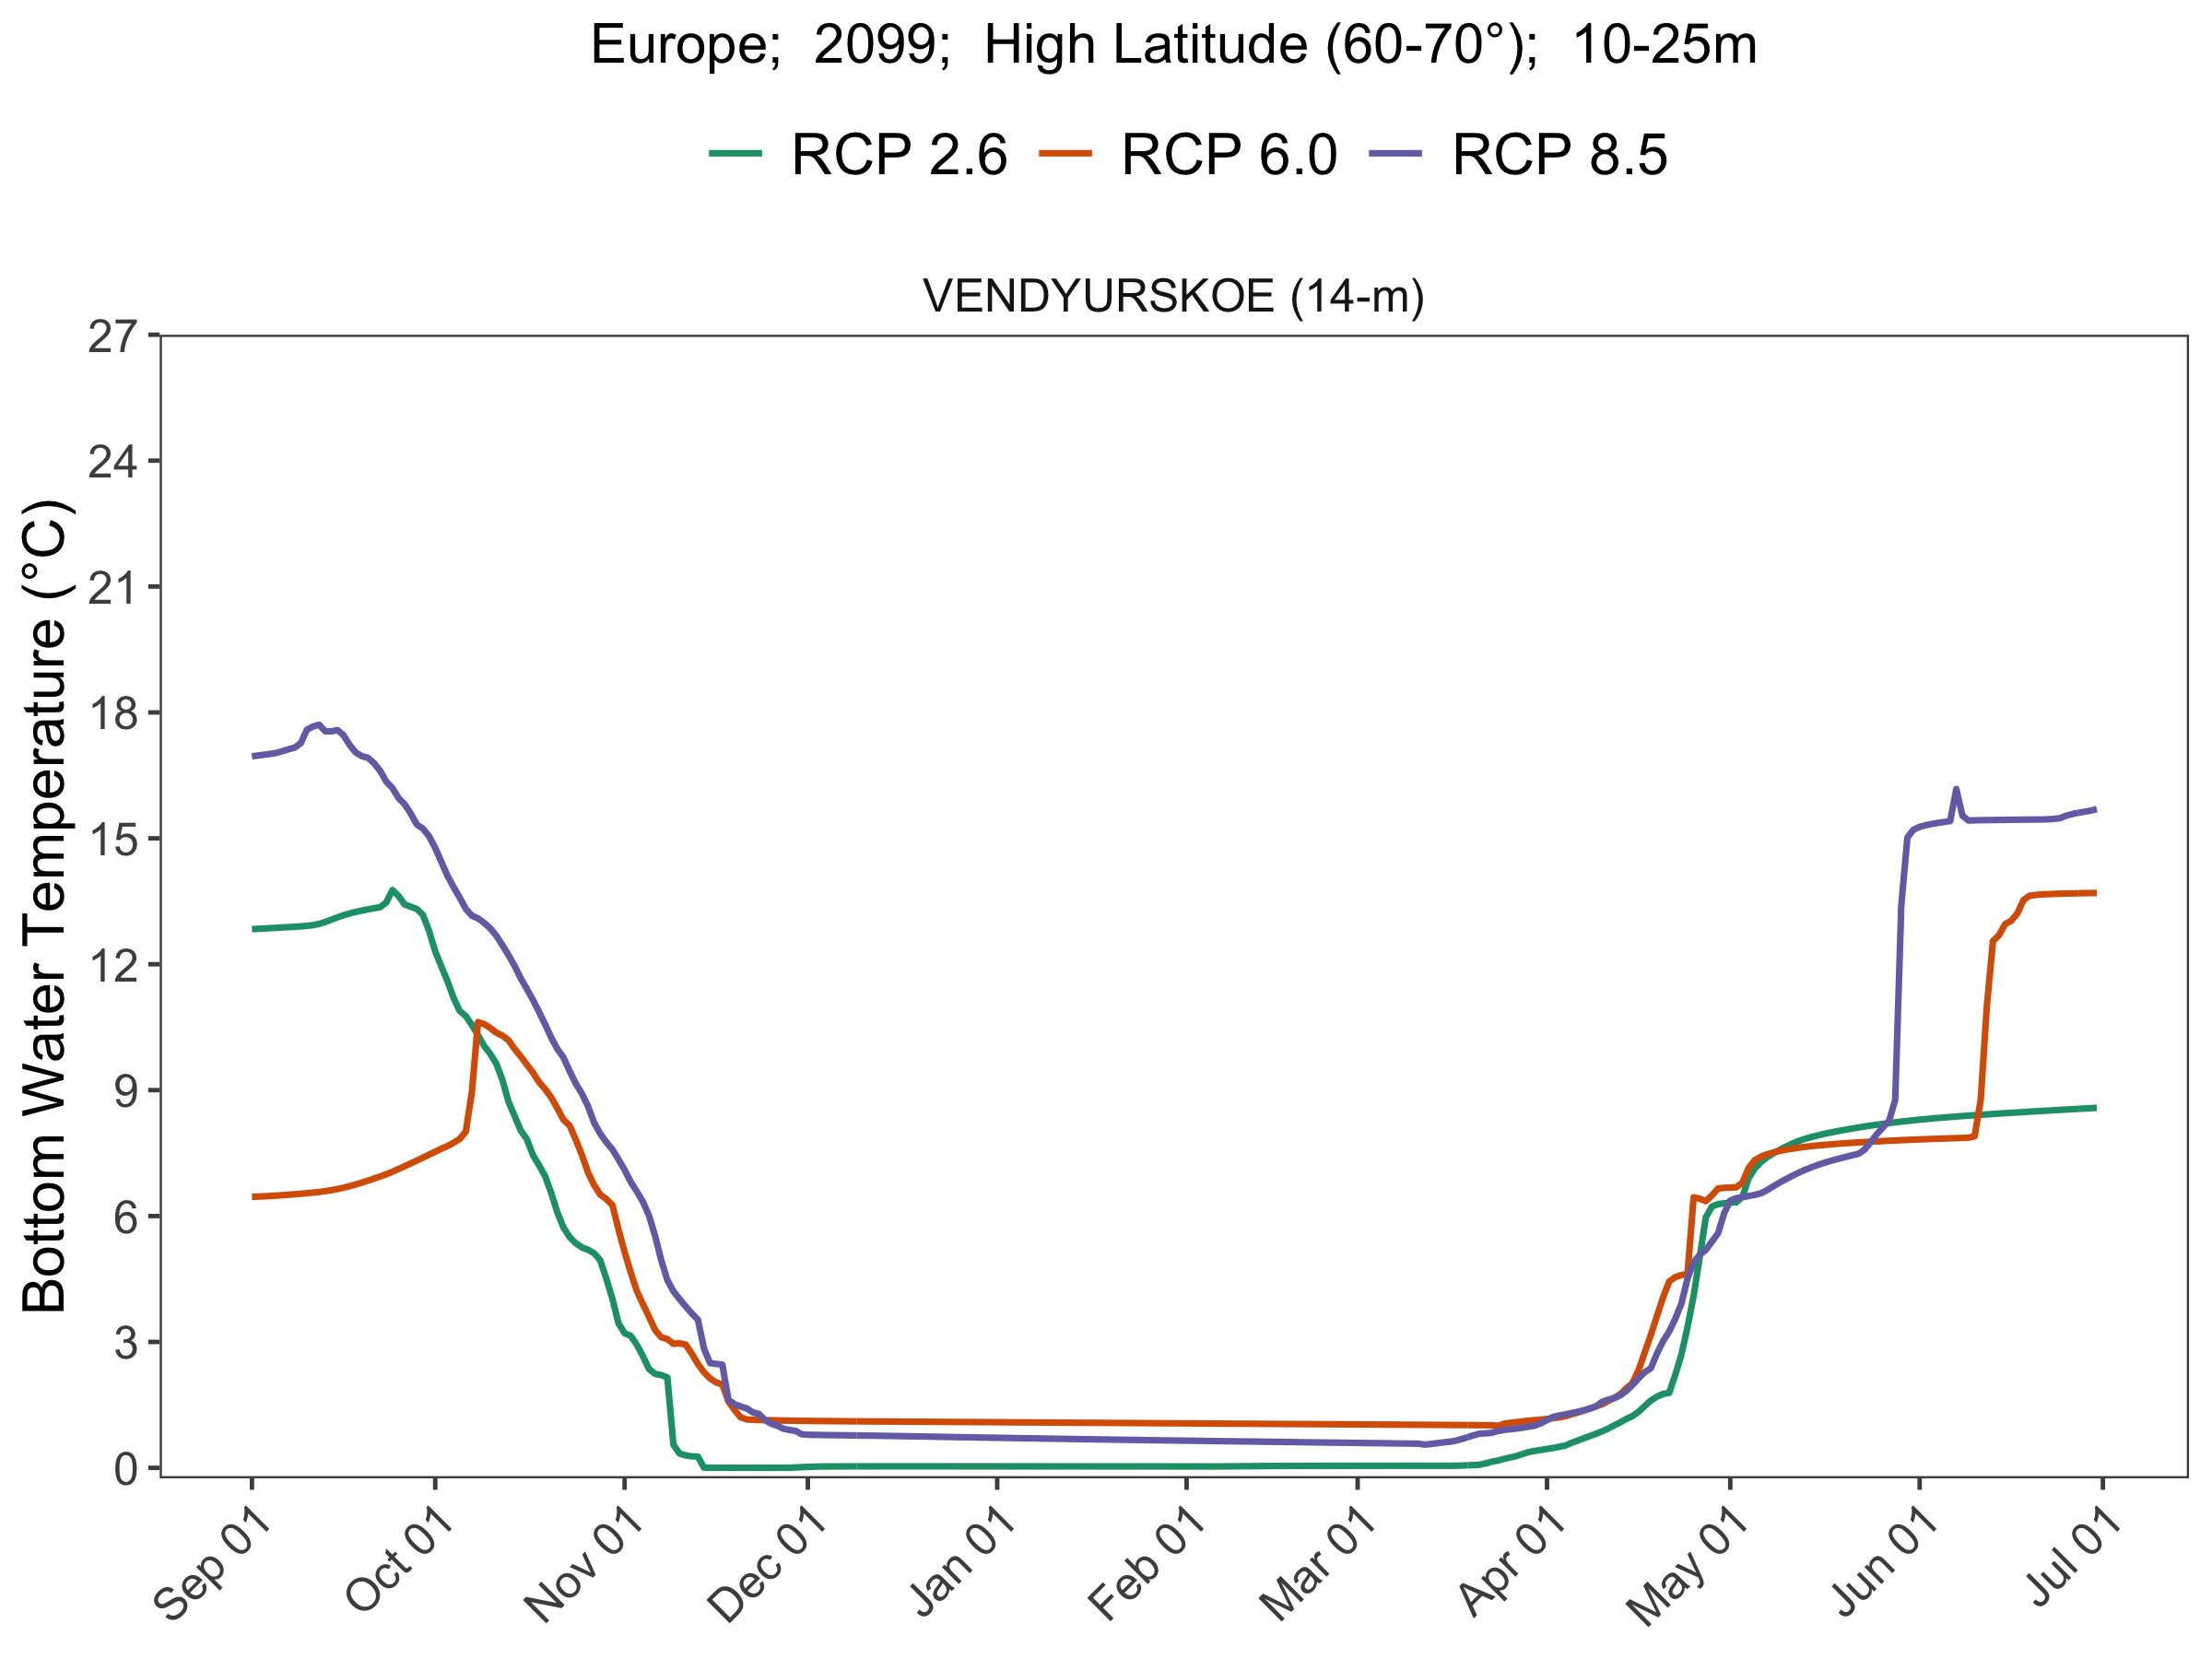 Europe;  2099;  High Latitude (60-70°);  10-25m
RCP 2.6 RCP 6.0 RCP 8.5
VENDYURSKOE (14-m)
Bottom Water Temperature (°C)
27
24
21
18
15
12
9
6
3
0
Sep 01 Oct 01 Nov 01 Dec 01 Jan 01 Feb 01 Mar 01 Apr 01 May 01 Jun 01 Jul 01